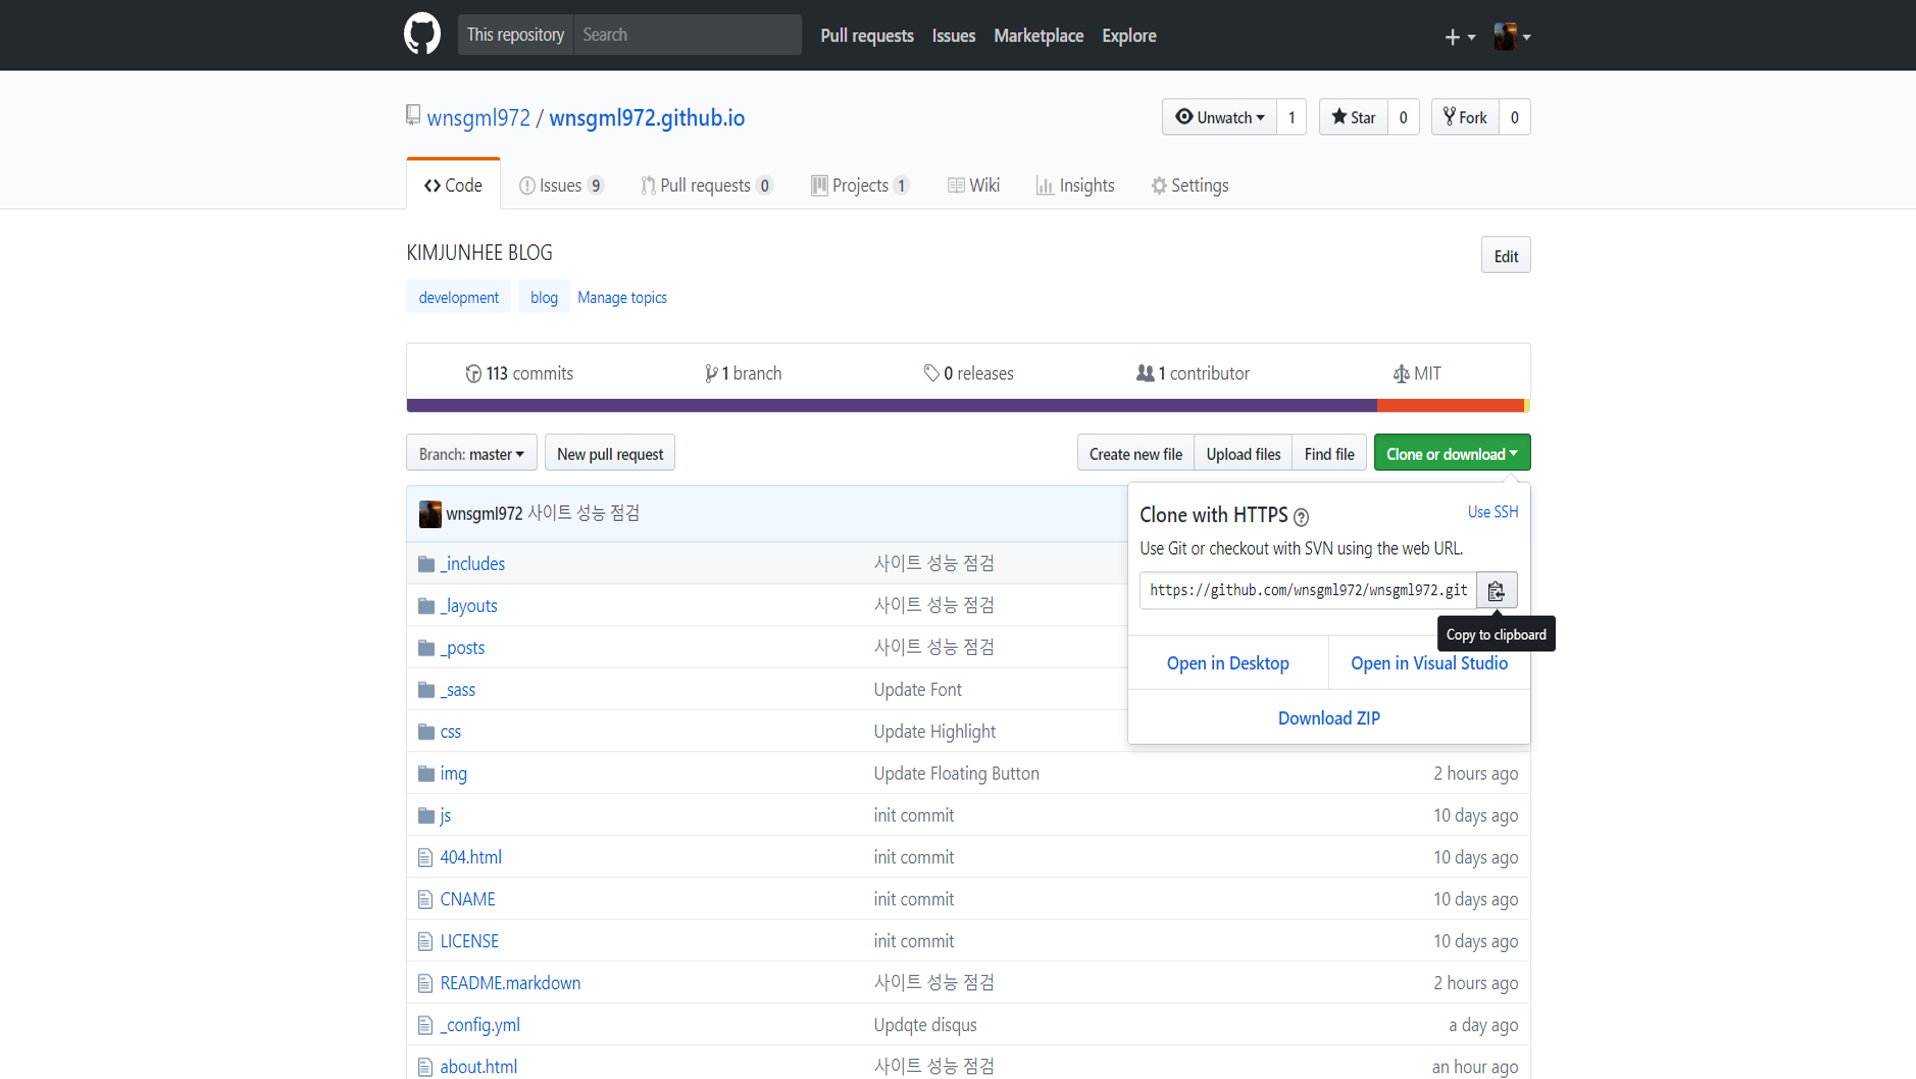 This repository Search Pull requests Issues Marketplace Explore
wnsgml972 / wnsgml972.github.io Unwatch 1 Star 0 Fork 0
Code Issues 9 Pull requests 0 Projects 1 Wiki Insights Settings
KIMJUNHEE BLOG Edit
development blog Manage topics
113 commits 1 branch 0 releases 1 contributor MIT
Branch: master New pull request Create new file Upload files Find file Clone or download
wnsgml972 사이트 성능 점검
Clone with HTTPS ? Use SSH
Use Git or checkout with SVN using the web URL.
https://github.com/wnsgml972/wnsgml972.git
Copy to clipboard
Open in Desktop Open in Visual Studio
Download ZIP
_includes 사이트 성능 점검
_layouts 사이트 성능 점검
_posts 사이트 성능 점검
_sass Update Font
css Update Highlight
img Update Floating Button 2 hours ago
js init commit 10 days ago
404.html init commit 10 days ago
CNAME init commit 10 days ago
LICENSE init commit 10 days ago
README.markdown 사이트 성능 점검 2 hours ago
_config.yml Updqte disqus a day ago
about.html 사이트 성능 점검 an hour ago